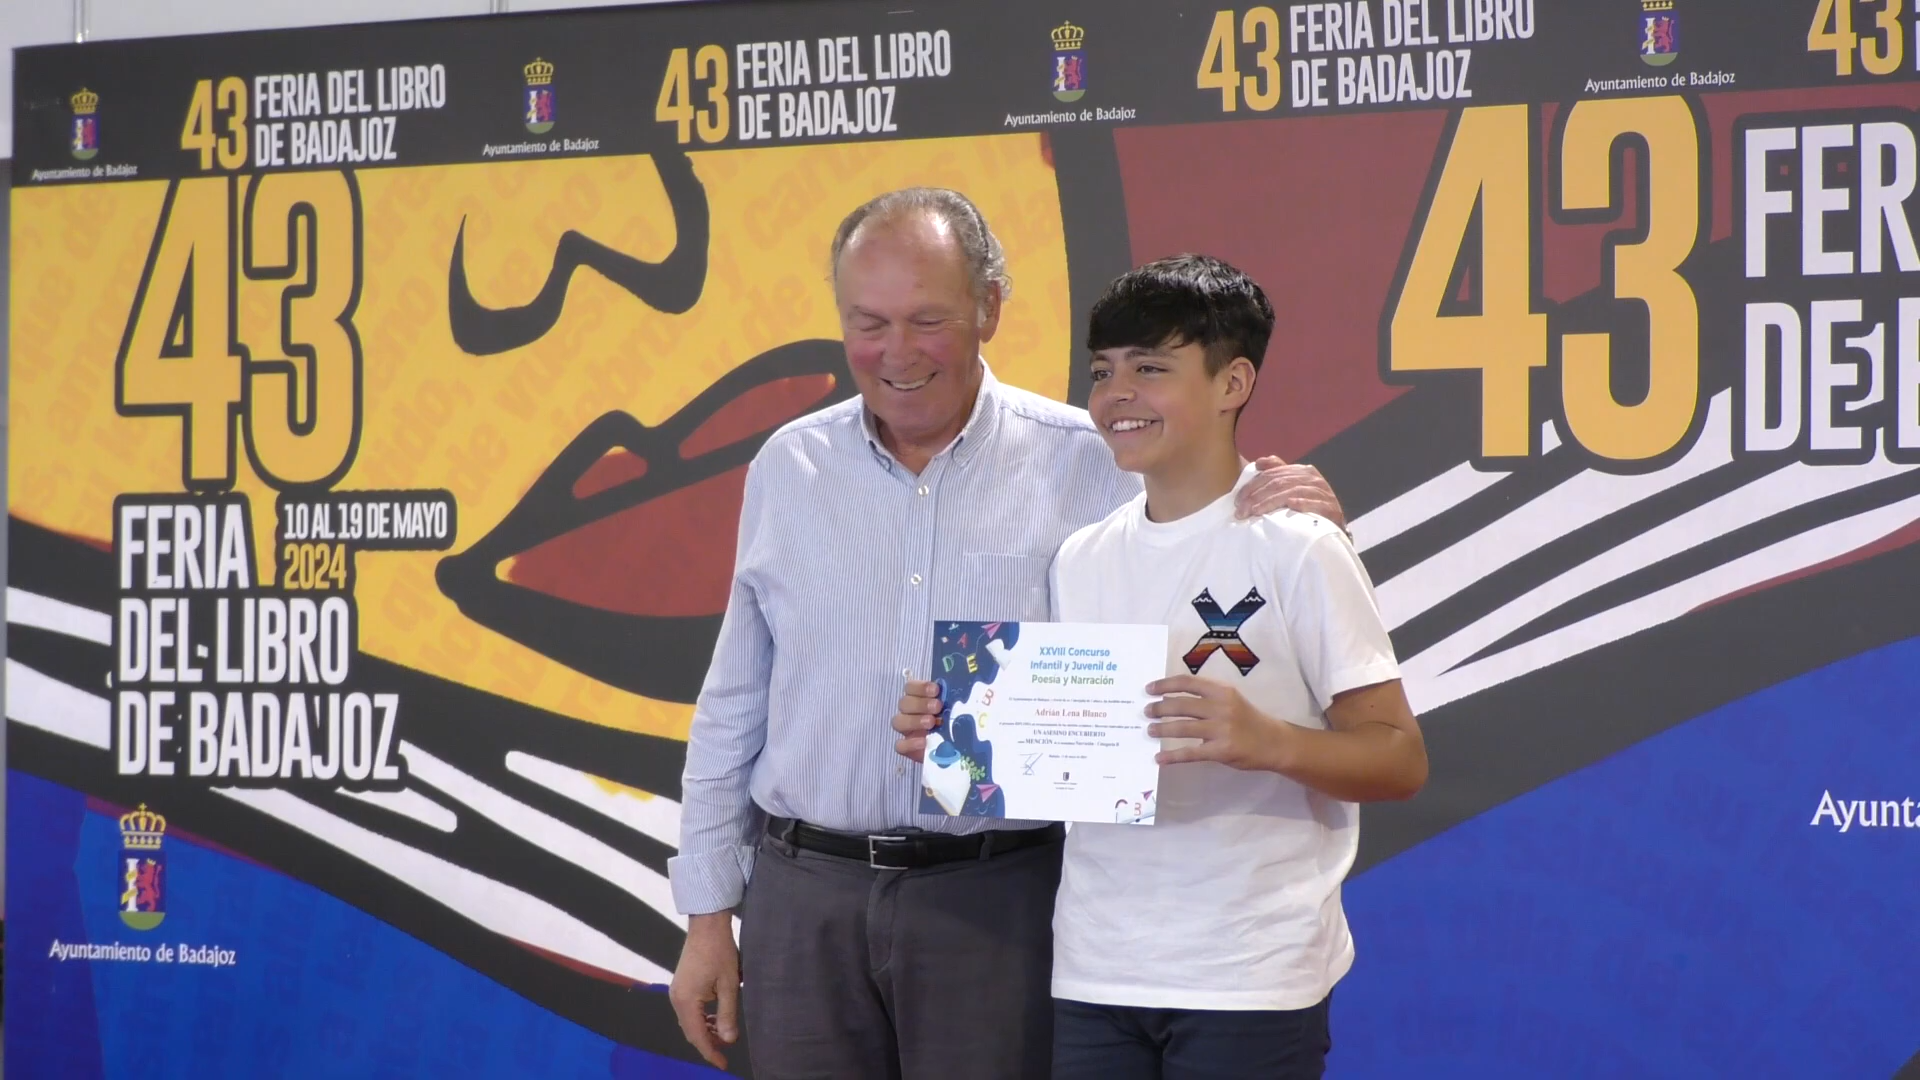 43 FERIA DEL LIBRO
DE BADAJOZ
Ayuntamiento de Badajoz
43 FERIA DEL LIBRO
DE BADAJOZ
Ayuntamiento de Badajoz
43 FERIA DEL LIBRO
DE BADAJOZ
Ayuntamiento de Badajoz
43 FERIA DEL LIBRO
DE BADAJOZ
Ayuntamiento de Badajoz
43
43
FERIA
10 AL 19 DE MAYO
2024
DEL LIBRO
DE BADAJOZ
Ayuntamiento de Badajoz
43 FER
DE
Ayunta
XXVIII Concurso
Infantil y Juvenil de
Poesía y Narración
Adrián Lena Blanco
UN ASESINO ENCUBIERTO
MENCIÓN